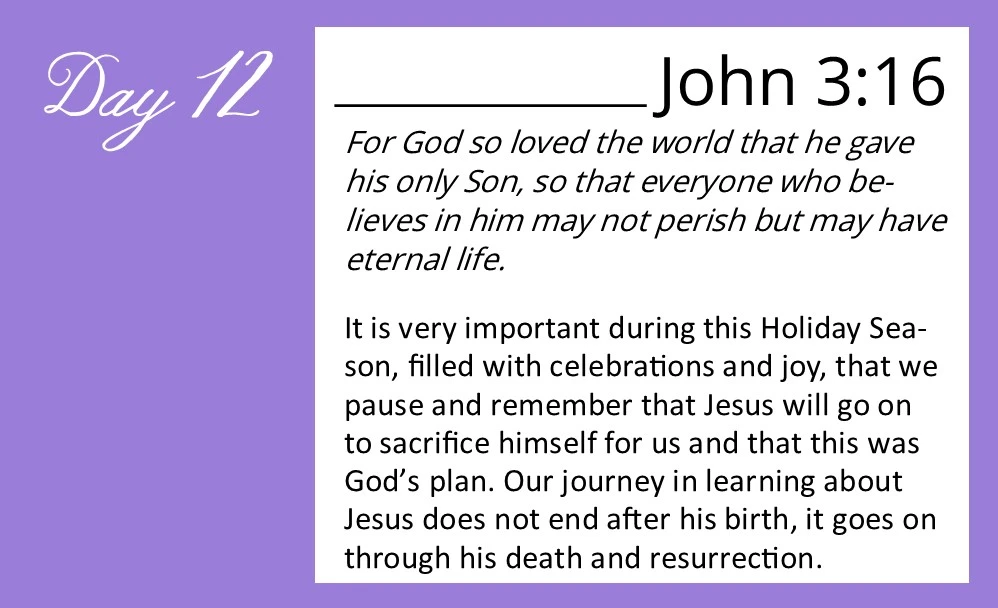 Day 12
John 3:16
For God so loved the world that he gave
his only Son, so that everyone who be-
lieves in him may not perish but may have
eternal life.
It is very important during this Holiday Sea-
son, filled with celebrations and joy, that we
pause and remember that Jesus will go on
to sacrifice himself for us and that this was
God’s plan. Our journey in learning about
Jesus does not end after his birth, it goes on
through his death and resurrection.